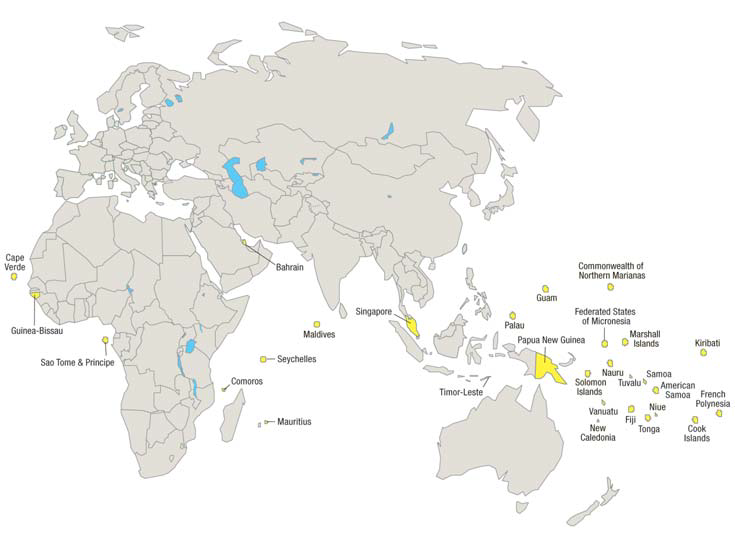 Cape
Verde
Guinea-Bissau
Sao Tome & Principe
Bahrain
Maldives
Seychelles
Comoros
Mauritius
Singapore
Timor-Leste
Palau
Guam
Commonwealth of
Northern Marianas
Federated States
of Micronesia
Papua New Guinea
Marshall
Islands
Kiribati
Nauru
Solomon
Islands
Tuvalu
Samoa
American
Samoa
French
Polynesia
Vanuatu
New
Caledonia
Fiji
Niue
Tonga
Cook
Islands